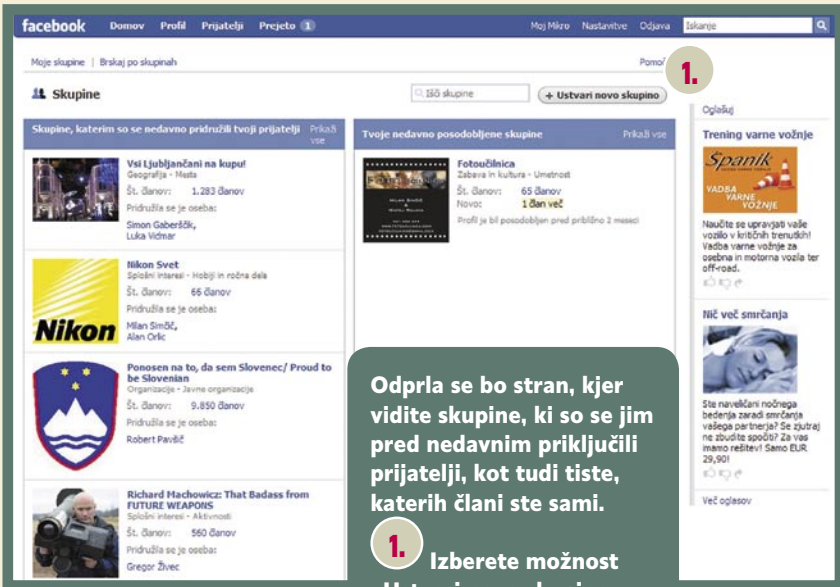 facebook Domov Profil Prijatelji Prejeto 1 Moj Mikro Nastavitve Odjava Iskanje
Moje skupine | Brskaj po skupinah Pomoč
1.
Skupine Išči skupine + Ustvari novo skupino
Skupine, katerim so se nedavno pridružili tvoji prijatelji Prikaži vse
Vsi Ljubljančani na kupu!
Geografija - Mesta
Št. članov: 1.283 članov
Pridružila se je oseba:
Simon Gaberščik,
Luka Vidmar
Nikon
Nikon Svet
Splošni interesi - Hobiji in ročna dela
Št. članov: 66 članov
Pridružila se je oseba:
Milan Simčič,
Alan Orlic
Ponosen na to, da sem Slovenec/ Proud to
be Slovenian
Organizacije - Javne organizacije
Št. članov: 9.850 članov
Pridružila se je oseba:
Robert Pavšič
Richard Machowicz: That Badass from
FUTURE WEAPONS
Splošni interesi - Aktivnosti
Št. članov: 560 članov
Pridružila se je oseba:
Gregor Živec
Tvoje nedavno posodobljene skupine Prikaži vse
Fotoučilnica
Zabava in kultura - Umetnost
Št. članov: 65 članov
Novo: 1 član več
Profil je bil posodobljen pred približno 2 meseci
Odprla se bo stran, kjer
vidite skupine, ki so se jim
pred nedavnim priključili
prijatelji, kot tudi tiste,
katerih člani ste sami.
1. Izberete možnost
Oglašuj
Trening varne vožnje
Španik
VADBA
VARNE
VOŽNJE
Naučite se upravjati vaše
vozilo v kritičnih trenutkih!
Vadba varne vožnje za
osebna in motorna vozla ter
off-road.
Nič več smrčanja
Ste naveličani nočnega
bedenja zaradi smrčanja
vašega partnerja? Se zjutraj
ne zbudite spočiti? Za vas
imamo rešitev! Samo EUR
29,90!
Več oglasov